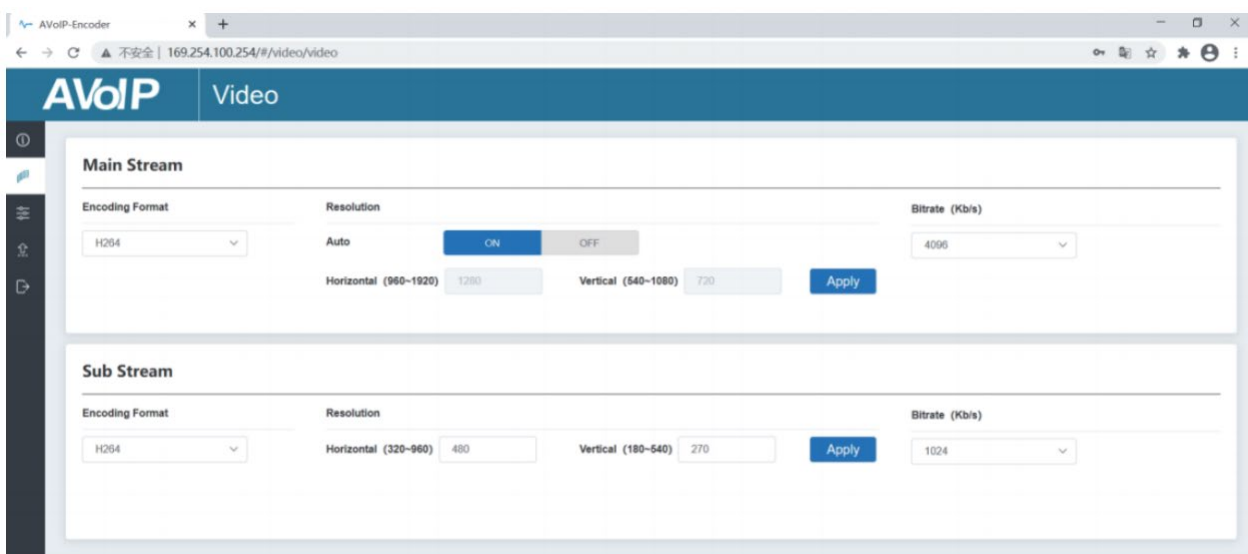 AVoIP-Encoder
不安全 | 169.254.100.254/#/video/video
AVoIP Video
Main Stream
Encoding Format Resolution Bitrate (Kb/s)
H264 Auto ON OFF 4096
Horizontal (960~1920) 1280 Vertical (540~1080) 720 Apply
Sub Stream
Encoding Format Resolution Bitrate (Kb/s)
H264 Horizontal (320~960) 480 Vertical (180~540) 270 Apply 1024